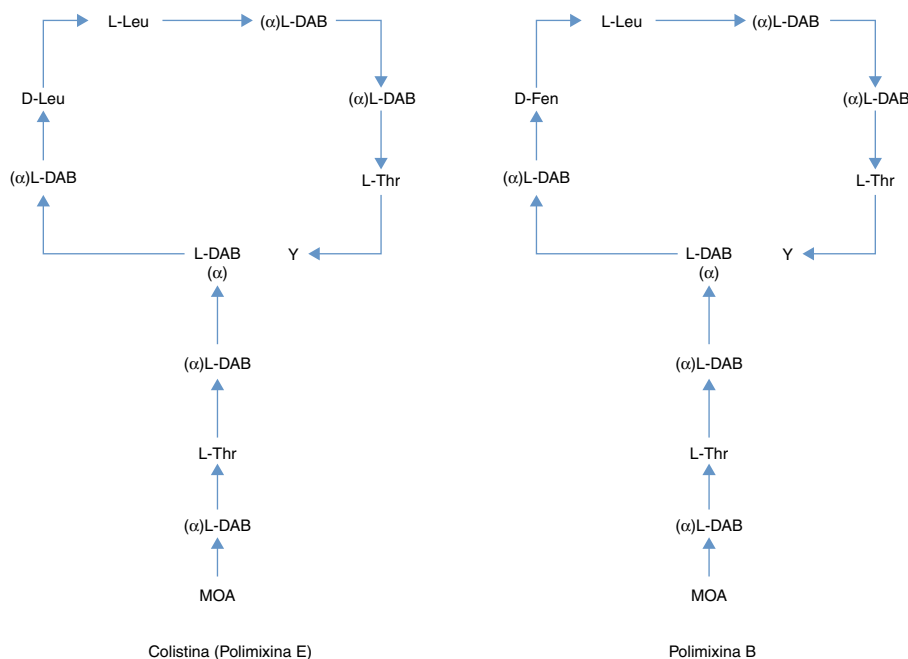 L-Leu
(α)L-DAB
D-Leu
(α)L-DAB
(α)L-DAB
L-Thr
L-DAB
(α)
Y
(α)L-DAB
L-Thr
(α)L-DAB
MOA
Colistina (Polimixina E)
L-Leu
(α)L-DAB
D-Fen
(α)L-DAB
(α)L-DAB
L-Thr
L-DAB
(α)
Y
(α)L-DAB
L-Thr
(α)L-DAB
MOA
Polimixina B